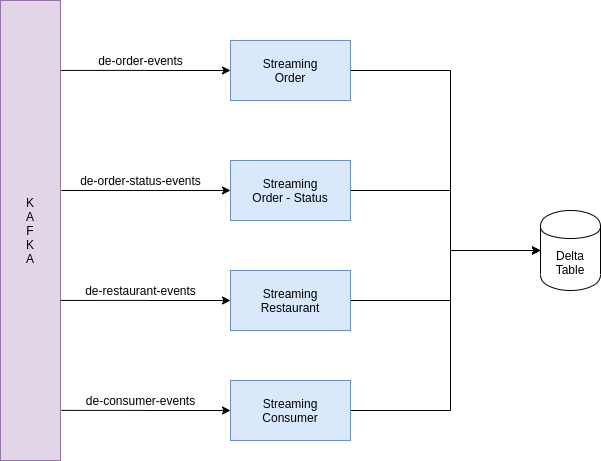 K
A
F
K
A
de-order-events
Streaming
Order
de-order-status-events
Streaming
Order - Status
de-restaurant-events
Streaming
Restaurant
de-consumer-events
Streaming
Consumer
Delta
Table